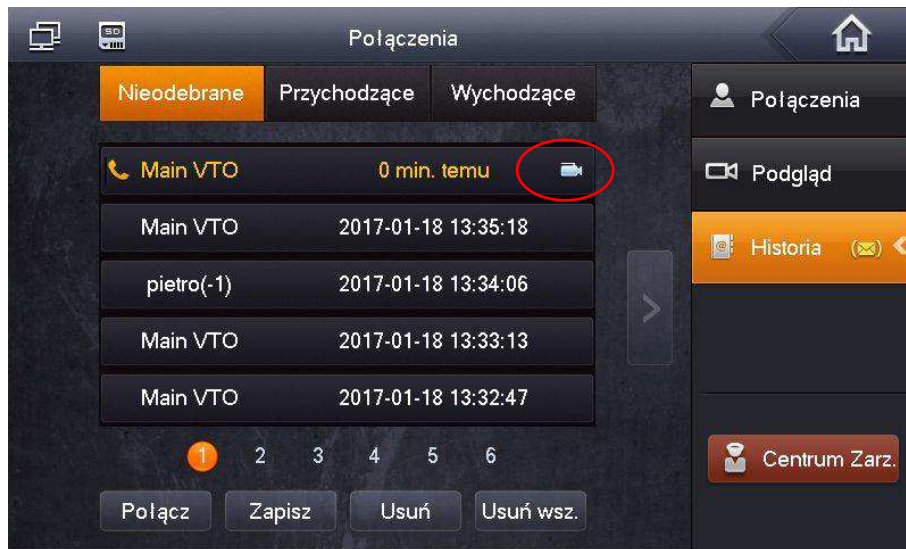 SD
Połączenia
Nieodebrane Przychodzące Wychodzące
Main VTO 0 min. temu
Main VTO 2017-01-18 13:35:18
pietro(-1) 2017-01-18 13:34:06
Main VTO 2017-01-18 13:33:13
Main VTO 2017-01-18 13:32:47
1 2 3 4 5 6
Połącz Zapisz Usuń Usuń wsz.
Połączenia
Podgląd
Historia
Centrum Zarz.